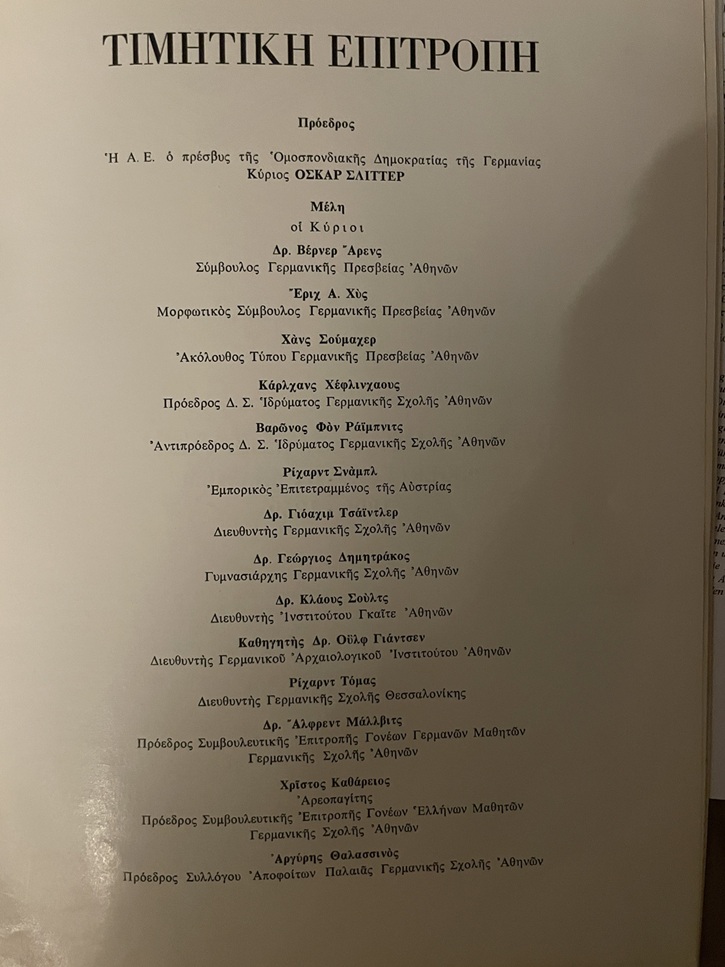 ΤΙΜΗΤΙΚΗ ΕΠΙΤΡΟΠΗ
Πρόεδρος
Ἡ Α. Ε. ὁ πρέσβυς τῆς Ὁμοσπονδιακῆς Δημοκρατίας τῆς Γερμανίας
Κύριος ΟΣΚΑΡ ΣΛΙΤΤΕΡ
Μέλη
οἱ Κύριοι
Δρ. Βέρνερ Ἄρενς
Σύμβουλος Γερμανικῆς Πρεσβείας Ἀθηνῶν
Ἔριχ Α. Χὺς
Μορφωτικὸς Σύμβουλος Γερμανικῆς Πρεσβείας Ἀθηνῶν
Χὰνς Σούμαχερ
Ἀκόλουθος Τύπου Γερμανικῆς Πρεσβείας Ἀθηνῶν
Κάρλχανς Χέφλινχαους
Πρόεδρος Δ. Σ. Ἱδρύματος Γερμανικῆς Σχολῆς Ἀθηνῶν
Βαρῶνος Φὸν Ράϊμπνιτς
Ἀντιπρόεδρος Δ. Σ. Ἱδρύματος Γερμανικῆς Σχολῆς Ἀθηνῶν
Ρίχαρντ Σνάμπλ
Ἐμπορικὸς Ἐπιτετραμμένος τῆς Αὐστρίας
Δρ. Γιόαχιμ Τσάϊντλερ
Διευθυντὴς Γερμανικῆς Σχολῆς Ἀθηνῶν
Δρ. Γεώργιος Δημητράκος
Γυμνασιάρχης Γερμανικῆς Σχολῆς Ἀθηνῶν
Δρ. Κλάους Σοὺλτς
Διευθυντὴς Ἰνστιτούτου Γκαῖτε Ἀθηνῶν
Καθηγητὴς Δρ. Οὔλφ Γιάντσεν
Διευθυντὴς Γερμανικοῦ Ἀρχαιολογικοῦ Ἰνστιτούτου Ἀθηνῶν
Ρίχαρντ Τόμας
Διευθυντὴς Γερμανικῆς Σχολῆς Θεσσαλονίκης
Δρ. Ἄλφρεντ Μάλλβιτς
Πρόεδρος Συμβουλευτικῆς Ἐπιτροπῆς Γονέων Γερμανῶν Μαθητῶν
Γερμανικῆς Σχολῆς Ἀθηνῶν
Χρῖστος Καθάρειος
Ἀρεοπαγίτης
Πρόεδρος Συμβουλευτικῆς Ἐπιτροπῆς Γονέων Ἑλλήνων Μαθητῶν
Γερμανικῆς Σχολῆς Ἀθηνῶν
Ἀργύρης Θαλασσινὸς
Πρόεδρος Συλλόγου Ἀποφοίτων Παλαιᾶς Γερμανικῆς Σχολῆς Ἀθηνῶν